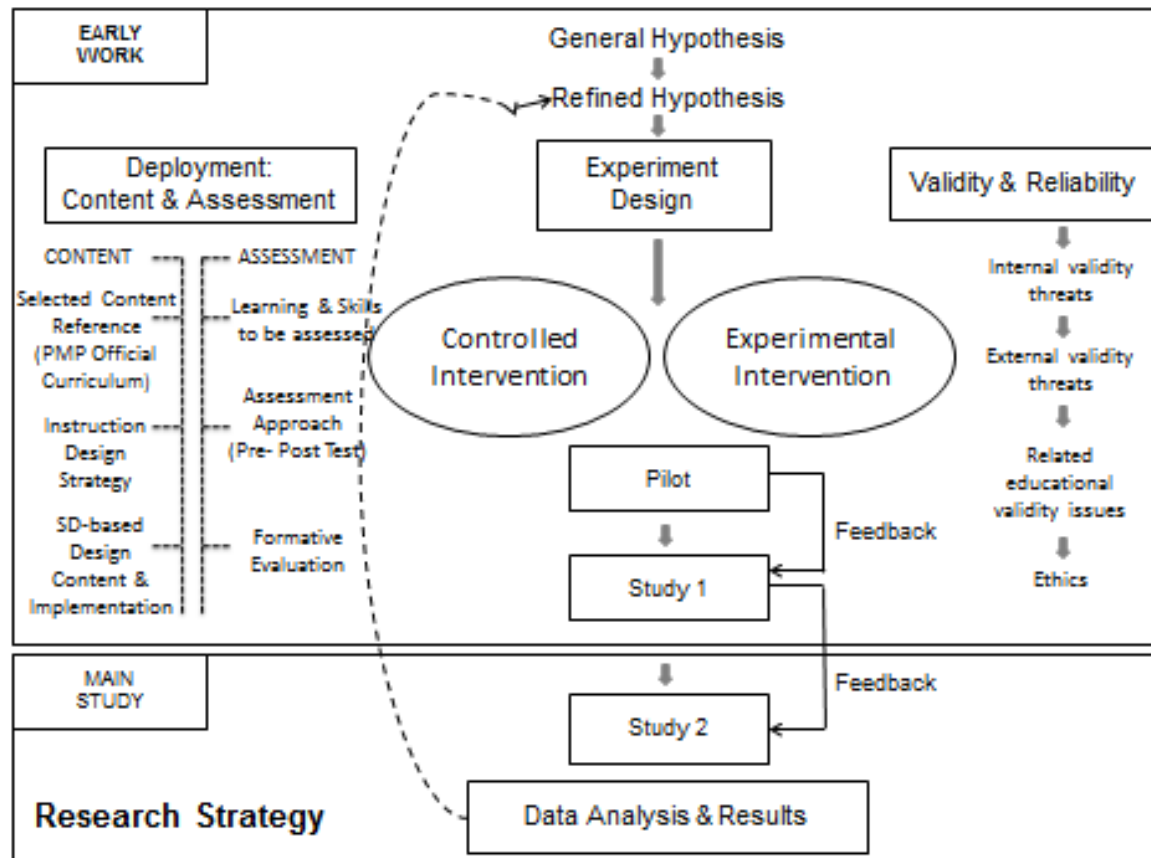 EARLY
WORK
General Hypothesis
Refined Hypothesis
Deployment:
Content & Assessment
Experiment
Design
Validity & Reliability
CONTENT
ASSESSMENT
Selected Content
Reference
(PMP Official
Curriculum)
Instruction
Design
Strategy
SD-based
Design
Content &
Implementation
Learning & Skills
to be assessed
Assessment
Approach
(Pre- Post Test)
Formative
Evaluation
Controlled
Intervention
Experimental
Intervention
Internal validity
threats
External validity
threats
Related
educational
validity issues
Ethics
Pilot
Feedback
Study 1
MAIN
STUDY
Feedback
Study 2
Data Analysis & Results
Research Strategy